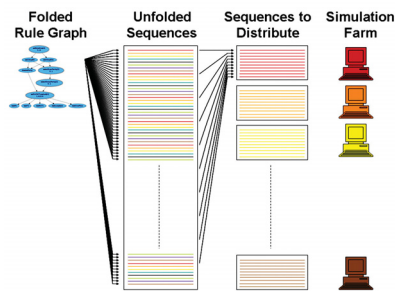 Folded
Rule Graph
Unfolded
Sequences
Sequences to
Distribute
Simulation
Farm